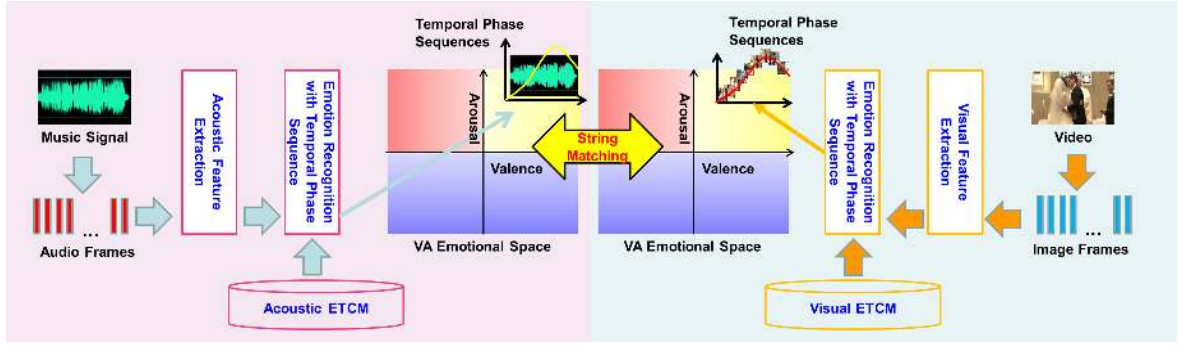 Temporal Phase
Sequences
Music Signal
...
Audio Frames
Acoustic Feature
Extraction
Emotion Recognition
with Temporal Phase
Sequence
Acoustic ETCM
Arousal
Valence
VA Emotional Space
String
Matching
Temporal Phase
Sequences
Arousal
Valence
VA Emotional Space
Emotion Recognition
with Temporal Phase
Sequence
Visual ETCM
Visual Feature
Extraction
Video
...
Image Frames